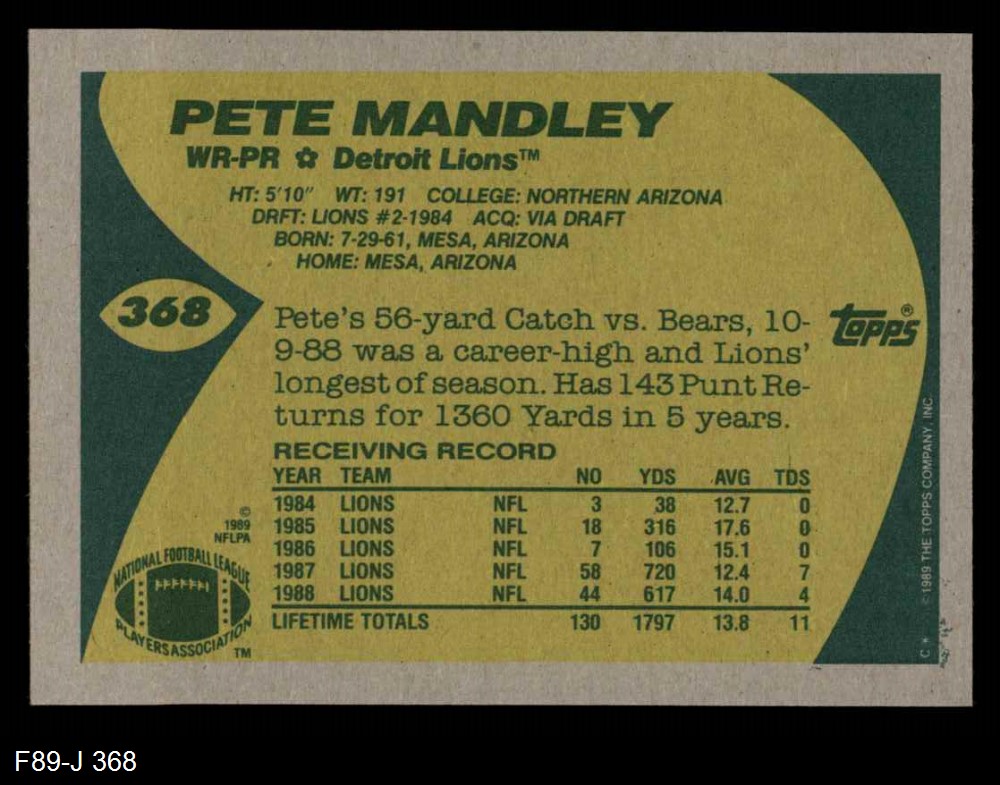 PETE MANDLEY
WR-PR ✿ Detroit Lions™
HT: 5'10" WT: 191 COLLEGE: NORTHERN ARIZONA
DRFT: LIONS #2-1984 ACQ: VIA DRAFT
BORN: 7-29-61, MESA, ARIZONA
HOME: MESA, ARIZONA
368
Pete's 56-yard Catch vs. Bears, 10-
9-88 was a career-high and Lions'
longest of season. Has 143 Punt Re-
turns for 1360 Yards in 5 years.
topps®
RECEIVING RECORD
YEAR TEAM NO YDS AVG TDS
1984 LIONS NFL 3 38 12.7 0
1985 LIONS NFL 18 316 17.6 0
1986 LIONS NFL 7 106 15.1 0
1987 LIONS NFL 58 720 12.4 7
1988 LIONS NFL 44 617 14.0 4
LIFETIME TOTALS 130 1797 13.8 11
©
1989
NFLPA
NATIONAL FOOTBALL LEAGUE
PLAYERS ASSOCIATION
TM
C * © 1989 THE TOPPS COMPANY, INC.
F89-J 368